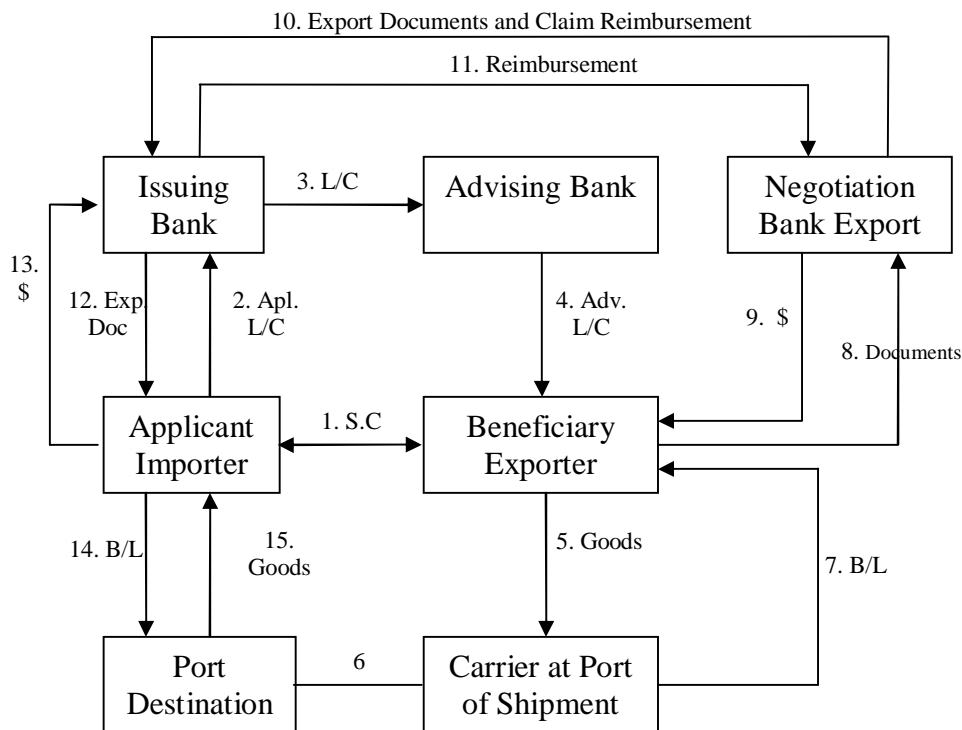 10. Export Documents and Claim Reimbursement
11. Reimbursement
Issuing
Bank
3. L/C
Advising Bank
Negotiation
Bank Export
13.
$
12. Exp.
Doc
2. Apl.
L/C
4. Adv.
L/C
9. $
8. Documents
Applicant
Importer
1. S.C
Beneficiary
Exporter
14. B/L
15.
Goods
5. Goods
7. B/L
Port
Destination
6
Carrier at Port
of Shipment